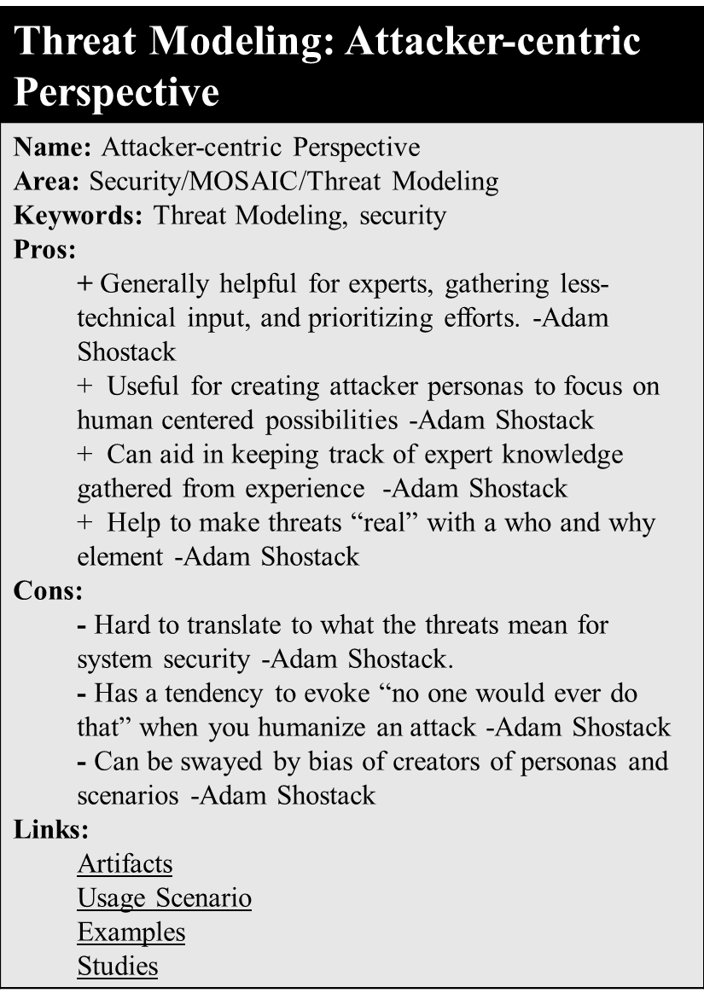 Threat Modeling: Attacker-centric
Perspective
Name: Attacker-centric Perspective
Area: Security/MOSAIC/Threat Modeling
Keywords: Threat Modeling, security
Pros:
+ Generally helpful for experts, gathering less-
technical input, and prioritizing efforts. -Adam
Shostack
+ Useful for creating attacker personas to focus on
human centered possibilities -Adam Shostack
+ Can aid in keeping track of expert knowledge
gathered from experience -Adam Shostack
+ Help to make threats “real” with a who and why
element -Adam Shostack
Cons:
- Hard to translate to what the threats mean for
system security -Adam Shostack.
- Has a tendency to evoke “no one would ever do
that” when you humanize an attack -Adam Shostack
- Can be swayed by bias of creators of personas and
scenarios -Adam Shostack
Links:
Artifacts
Usage Scenario
Examples
Studies